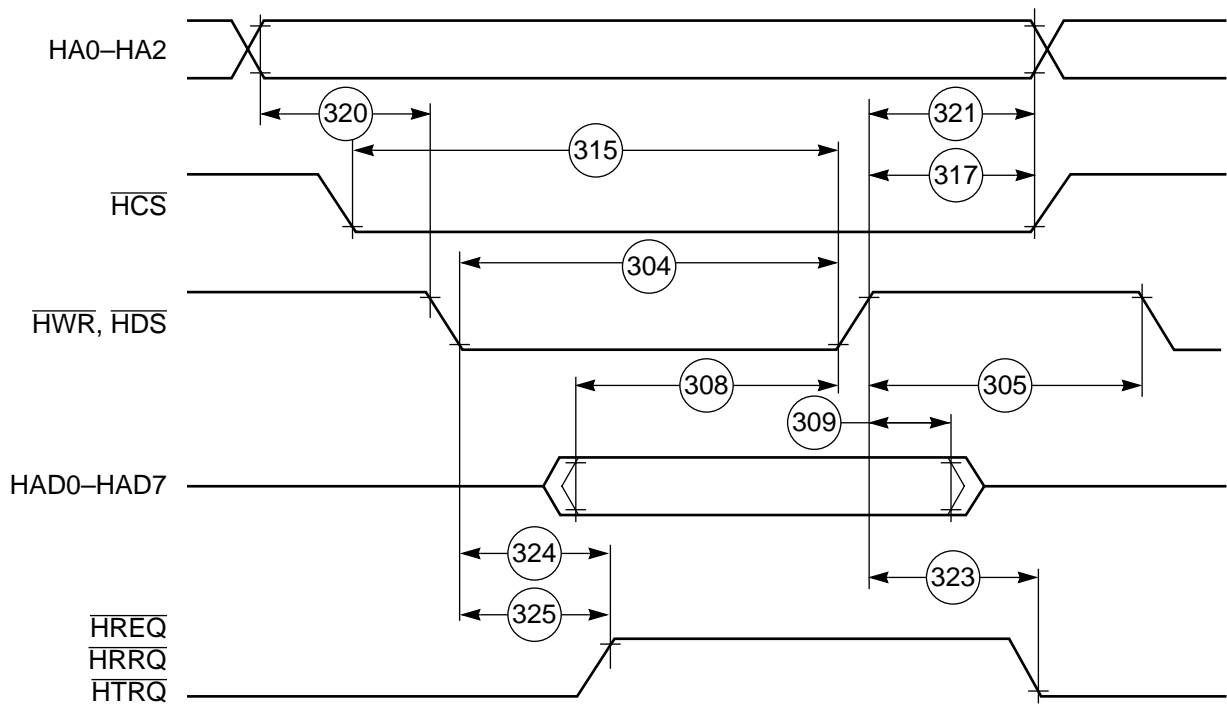 HA0–HA2
320
321
315
317
HCS
304
HWR, HDS
308
305
309
HAD0–HAD7
324
323
325
HREQ
HRRQ
HTRQ